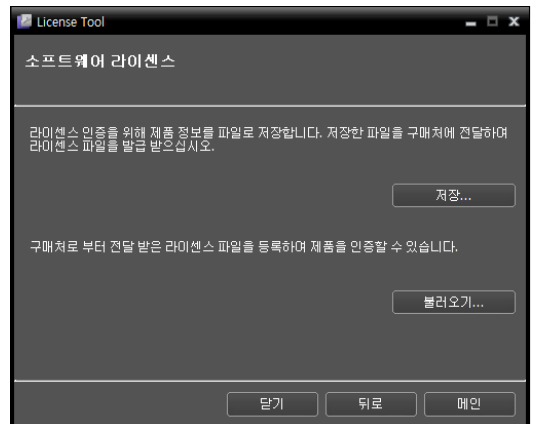 License Tool
소프트웨어 라이센스
라이센스 인증을 위해 제품 정보를 파일로 저장합니다. 저장한 파일을 구매처에 전달하여
라이센스 파일을 발급 받으십시오.
저장...
구매처로 부터 전달 받은 라이센스 파일을 등록하여 제품을 인증할 수 있습니다.
불러오기...
닫기 뒤로 메인